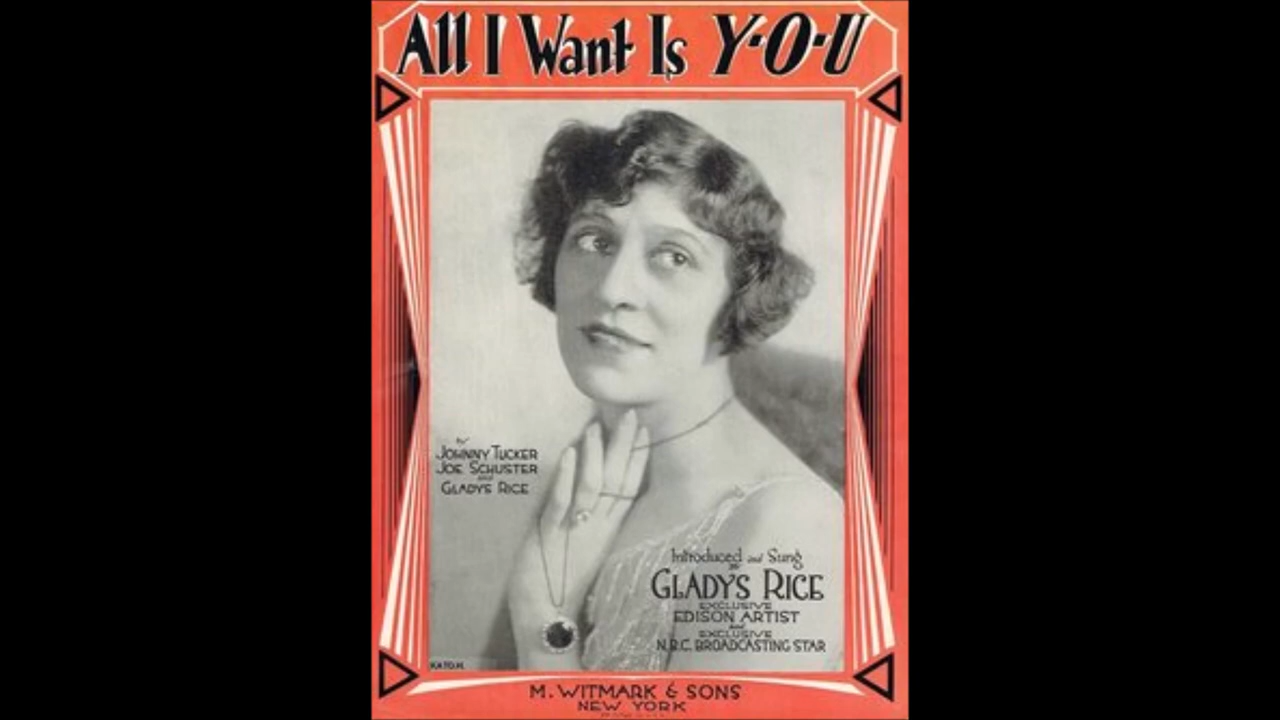 All I Want Is Y-O-U
by
JOHNNY TUCKER
JOE SCHUSTER
and
GLADYS RICE
Introduced and Sung
by
GLADYS RICE
EXCLUSIVE
EDISON ARTIST
and
EXCLUSIVE
N.B.C. BROADCASTING STAR
KATO.N.
M. WITMARK & SONS
NEW YORK